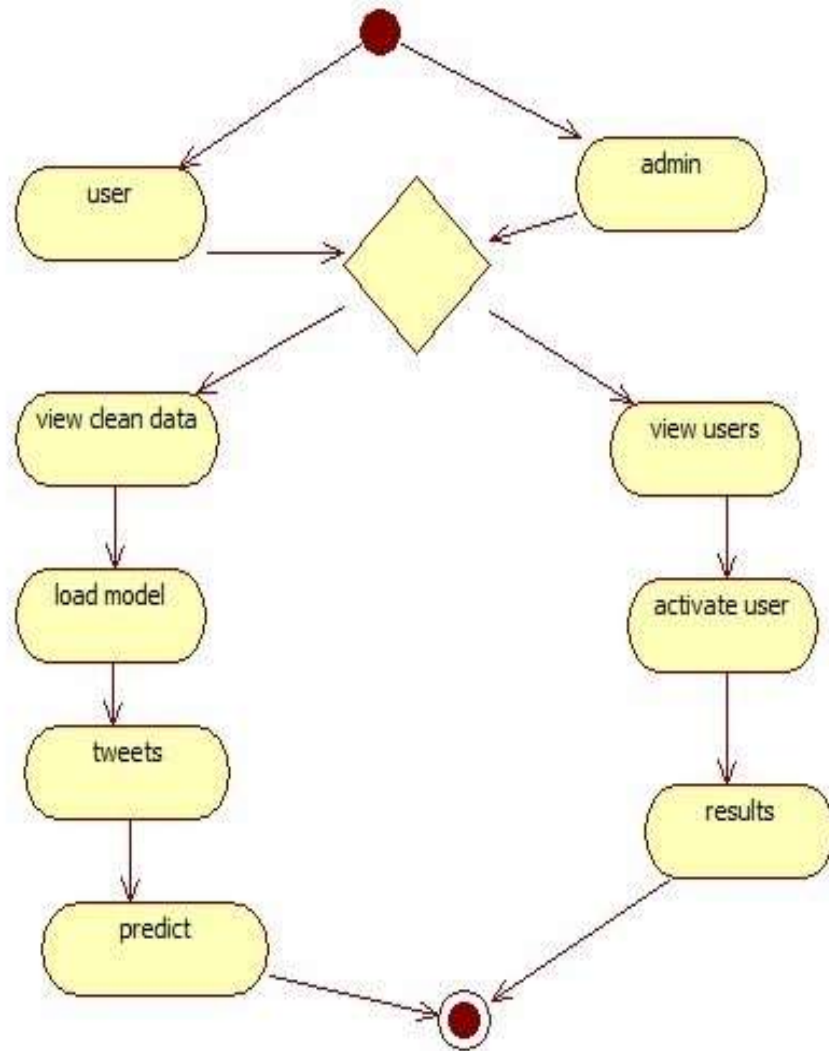 user
admin
view clean data
view users
load model
activate user
tweets
results
predict